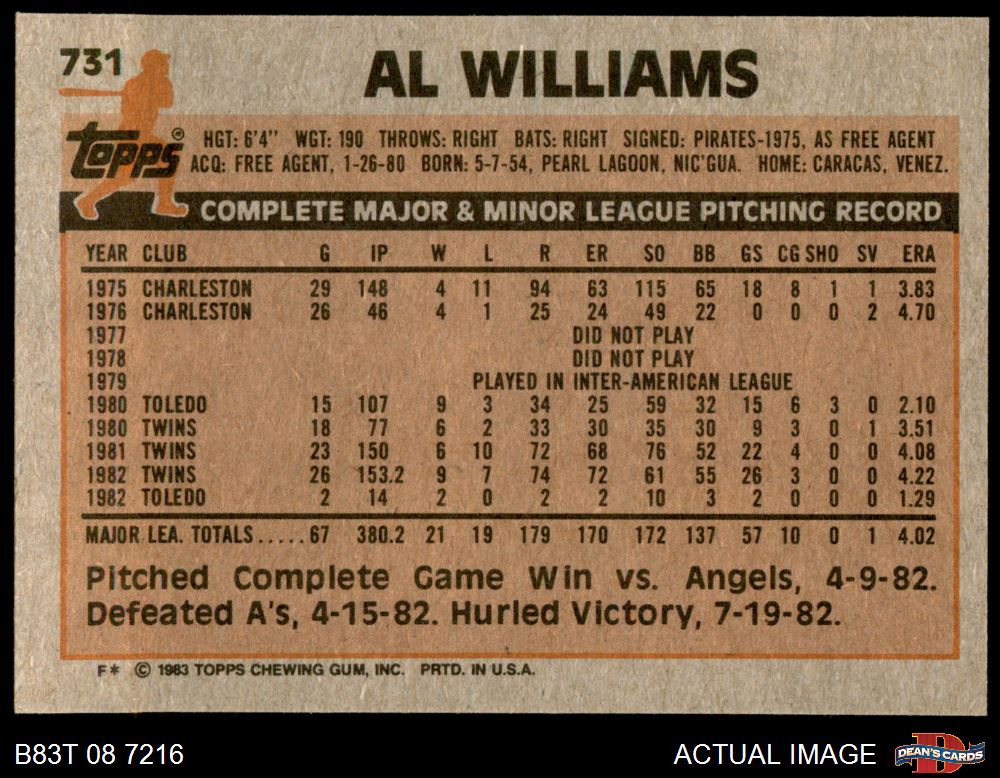 731
AL WILLIAMS
topps®
HGT: 6'4" WGT: 190 THROWS: RIGHT BATS: RIGHT SIGNED: PIRATES-1975, AS FREE AGENT
ACQ: FREE AGENT, 1-26-80 BORN: 5-7-54, PEARL LAGOON, NIC'GUA. HOME: CARACAS, VENEZ.
COMPLETE MAJOR & MINOR LEAGUE PITCHING RECORD
YEAR CLUB G IP W L R ER SO BB GS CG SHO SV ERA
1975 CHARLESTON 29 148 4 11 94 63 115 65 18 8 1 1 3.83
1976 CHARLESTON 26 46 4 1 25 24 49 22 0 0 0 2 4.70
1977 DID NOT PLAY
1978 DID NOT PLAY
1979 PLAYED IN INTER-AMERICAN LEAGUE
1980 TOLEDO 15 107 9 3 34 25 59 32 15 6 3 0 2.10
1980 TWINS 18 77 6 2 33 30 35 30 9 3 0 1 3.51
1981 TWINS 23 150 6 10 72 68 76 52 22 4 0 0 4.08
1982 TWINS 26 153.2 9 7 74 72 61 55 26 3 0 0 4.22
1982 TOLEDO 2 14 2 0 2 2 10 3 2 0 0 0 1.29
MAJOR LEA. TOTALS.....67 380.2 21 19 179 170 172 137 57 10 0 1 4.02
Pitched Complete Game Win vs. Angels, 4-9-82.
Defeated A's, 4-15-82. Hurled Victory, 7-19-82.
F* © 1983 TOPPS CHEWING GUM, INC. PRTD. IN U.S.A.
B83T 08 7216
ACTUAL IMAGE
DEAN'S CARDS